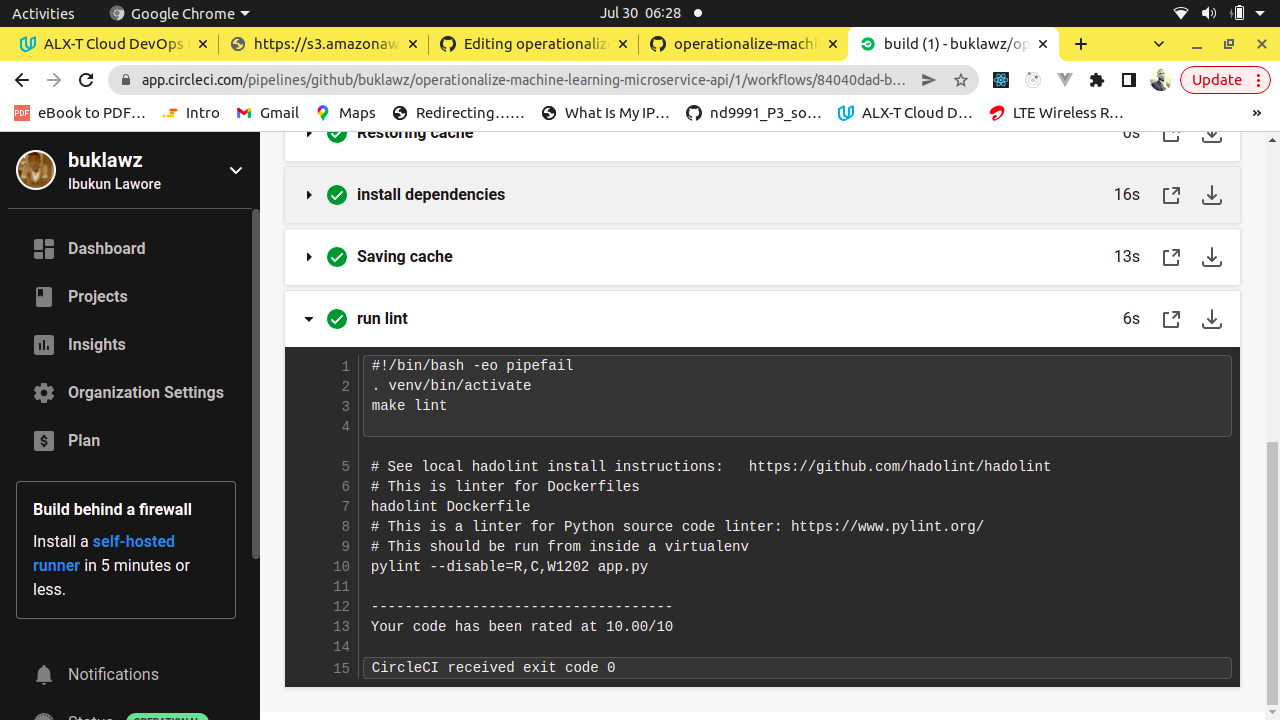 Activities
Google Chrome
Jul 30 06:28
ALX-T Cloud DevOps
https://s3.amazonaw
Editing operationaliz
operationalize-machi
build (1) - buklawz/op
app.circleci.com/pipelines/github/buklawz/operationalize-machine-learning-microservice-api/1/workflows/84040dad-b…
Update
PDF eBook to PDF…
Intro
Gmail
Maps
Redirecting……
What Is My IP…
nd9991_P3_so…
ALX-T Cloud D…
LTE Wireless R…
»
buklawz
Ibukun Lawore
Dashboard
Projects
Insights
Organization Settings
Plan
Build behind a firewall
Install a self-hosted
runner in 5 minutes or
less.
Notifications
Status OPERATIONAL
Restoring cache 0s
install dependencies 16s
Saving cache 13s
run lint 6s
1 #!/bin/bash -eo pipefail
2 . venv/bin/activate
3 make lint
4
5 # See local hadolint install instructions:   https://github.com/hadolint/hadolint
6 # This is linter for Dockerfiles
7 hadolint Dockerfile
8 # This is a linter for Python source code linter: https://www.pylint.org/
9 # This should be run from inside a virtualenv
10 pylint --disable=R,C,W1202 app.py
11
12 ------------------------------------
13 Your code has been rated at 10.00/10
14
15 CircleCI received exit code 0